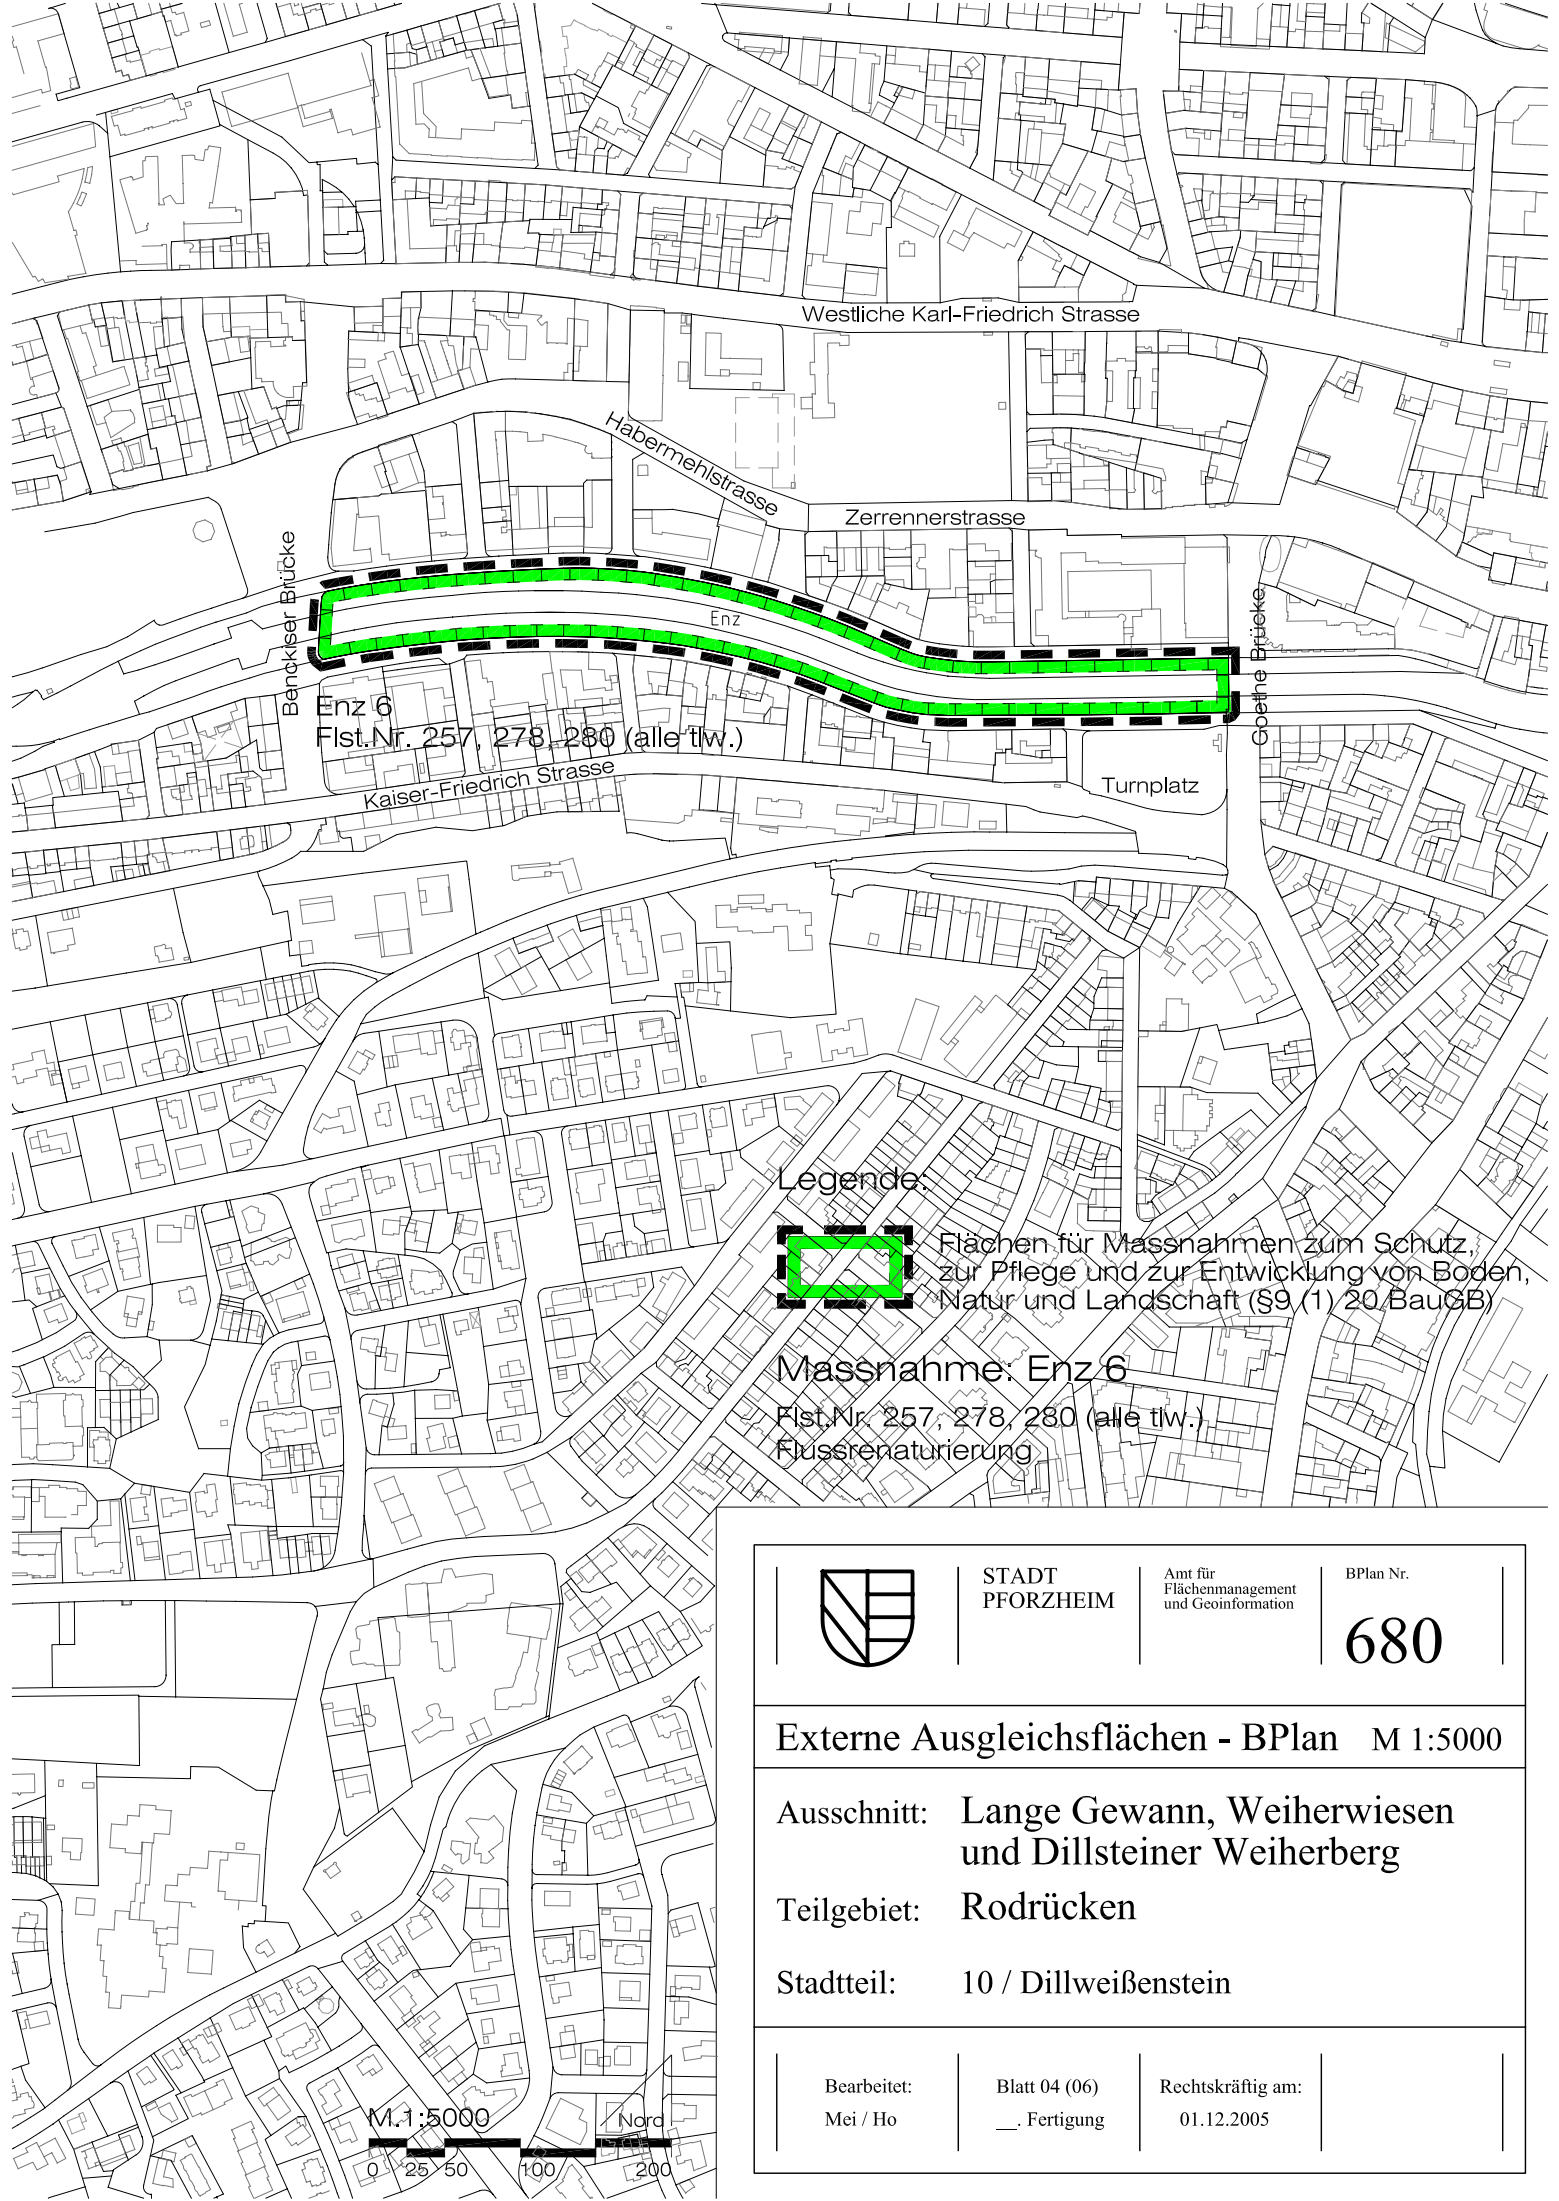 Westliche Karl-Friedrich Strasse
Habermehlstrasse
Zerrennerstrasse
Benckiser Brücke
Enz
Goethe Brücke
Enz 6
Flst.Nr. 257, 278, 280 (alle tlw.)
Kaiser-Friedrich Strasse
Turnplatz
Legende:
Flächen für Massnahmen zum Schutz,
zur Pflege und zur Entwicklung von Boden,
Natur und Landschaft (§9 (1) 20 BauGB)
Massnahme: Enz 6
Flst.Nr. 257, 278, 280 (alle tlw.)
Flussrenaturierung
STADT
PFORZHEIM
Amt für
Flächenmanagement
und Geoinformation
BPlan Nr.
680
Externe Ausgleichsflächen - BPlan M 1:5000
Ausschnitt: Lange Gewann, Weiherwiesen
und Dillsteiner Weiherberg
Teilgebiet: Rodrücken
Stadtteil: 10 / Dillweißenstein
Bearbeitet:
Mei / Ho
Blatt 04 (06)
__. Fertigung
Rechtskräftig am:
01.12.2005
M.1:5000
Nord
0 25 50 100 200